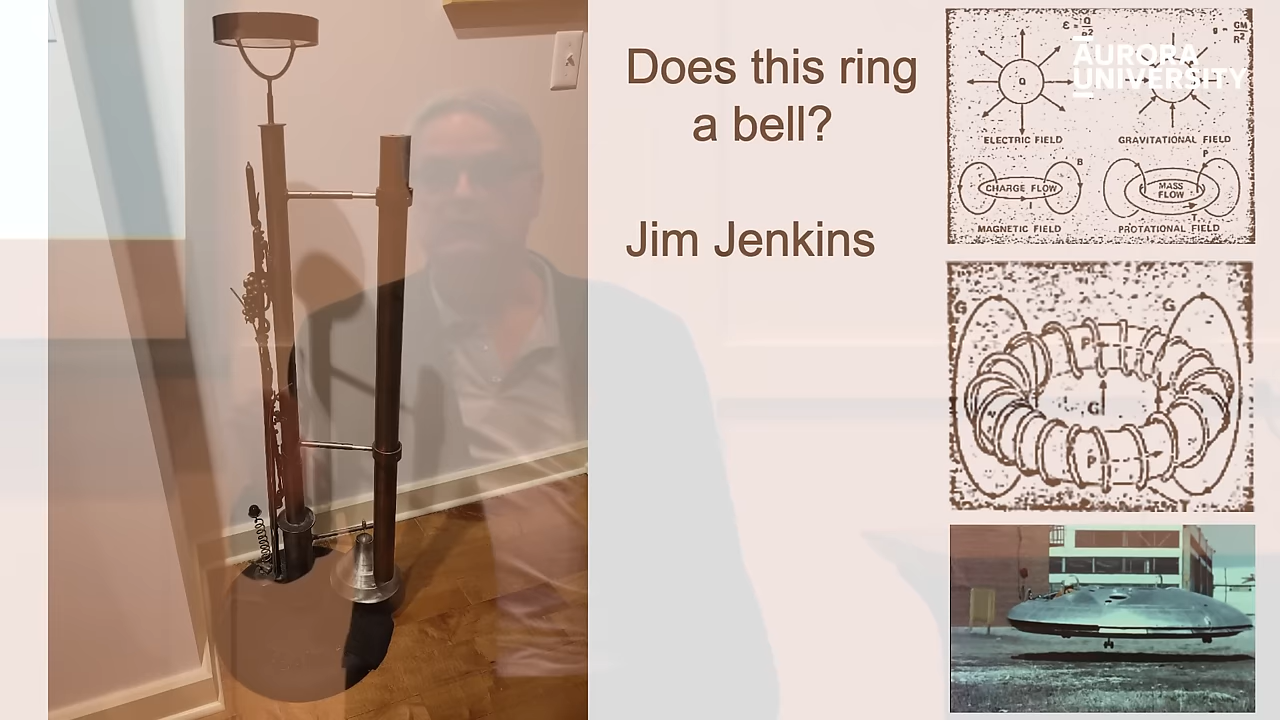 Does this ring
a bell?
Jim Jenkins
AURORA
UNIVERSITY
Q
ELECTRIC FIELD
GRAVITATIONAL FIELD
CHARGE FLOW
B
I
MASS
FLOW
P
MAGNETIC FIELD
PROTATIONAL FIELD
G
G
P
G
P